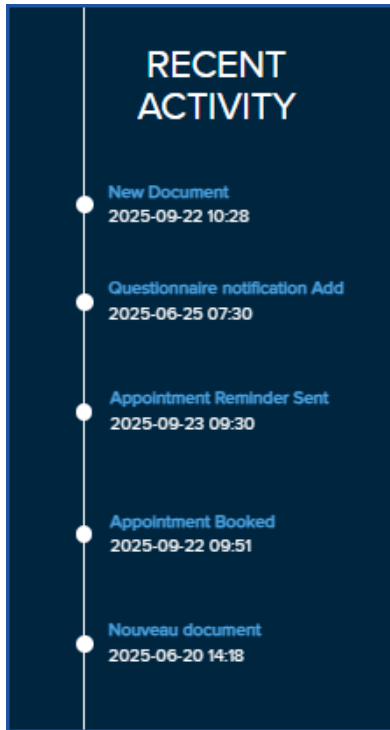 RECENT
ACTIVITY
New Document
2025-09-22 10:28
Questionnaire notification Add
2025-06-25 07:30
Appointment Reminder Sent
2025-09-23 09:30
Appointment Booked
2025-09-22 09:51
Nouveau document
2025-06-20 14:18